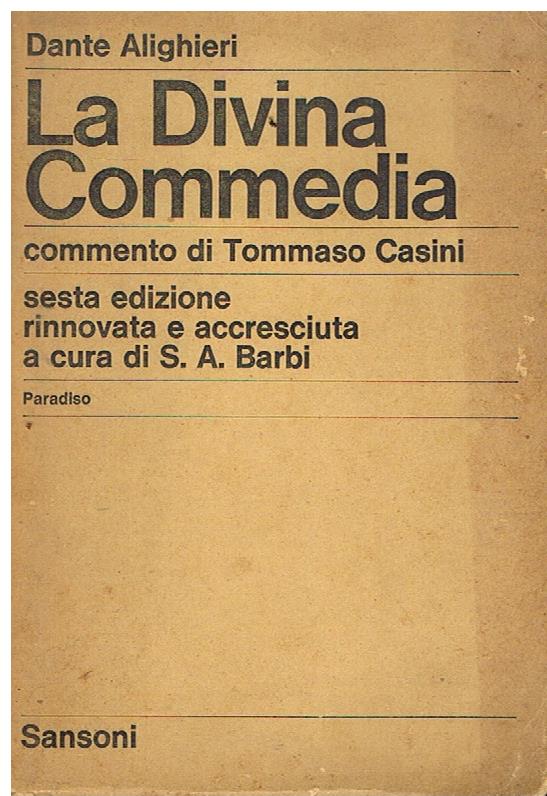 Dante Alighieri
La Divina
Commedia
commento di Tommaso Casini
sesta edizione
rinnovata e accresciuta
a cura di S. A. Barbi
Paradiso
Sansoni